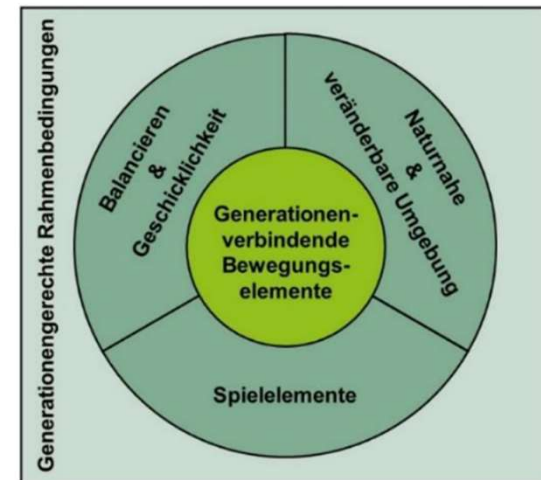 Generationengerechte Rahmenbedingungen
Balancieren
&
Geschicklichkeit
Naturnahe
&
veränderbare Umgebung
Generationen-
verbindende
Bewegungs-
elemente
Spielelemente